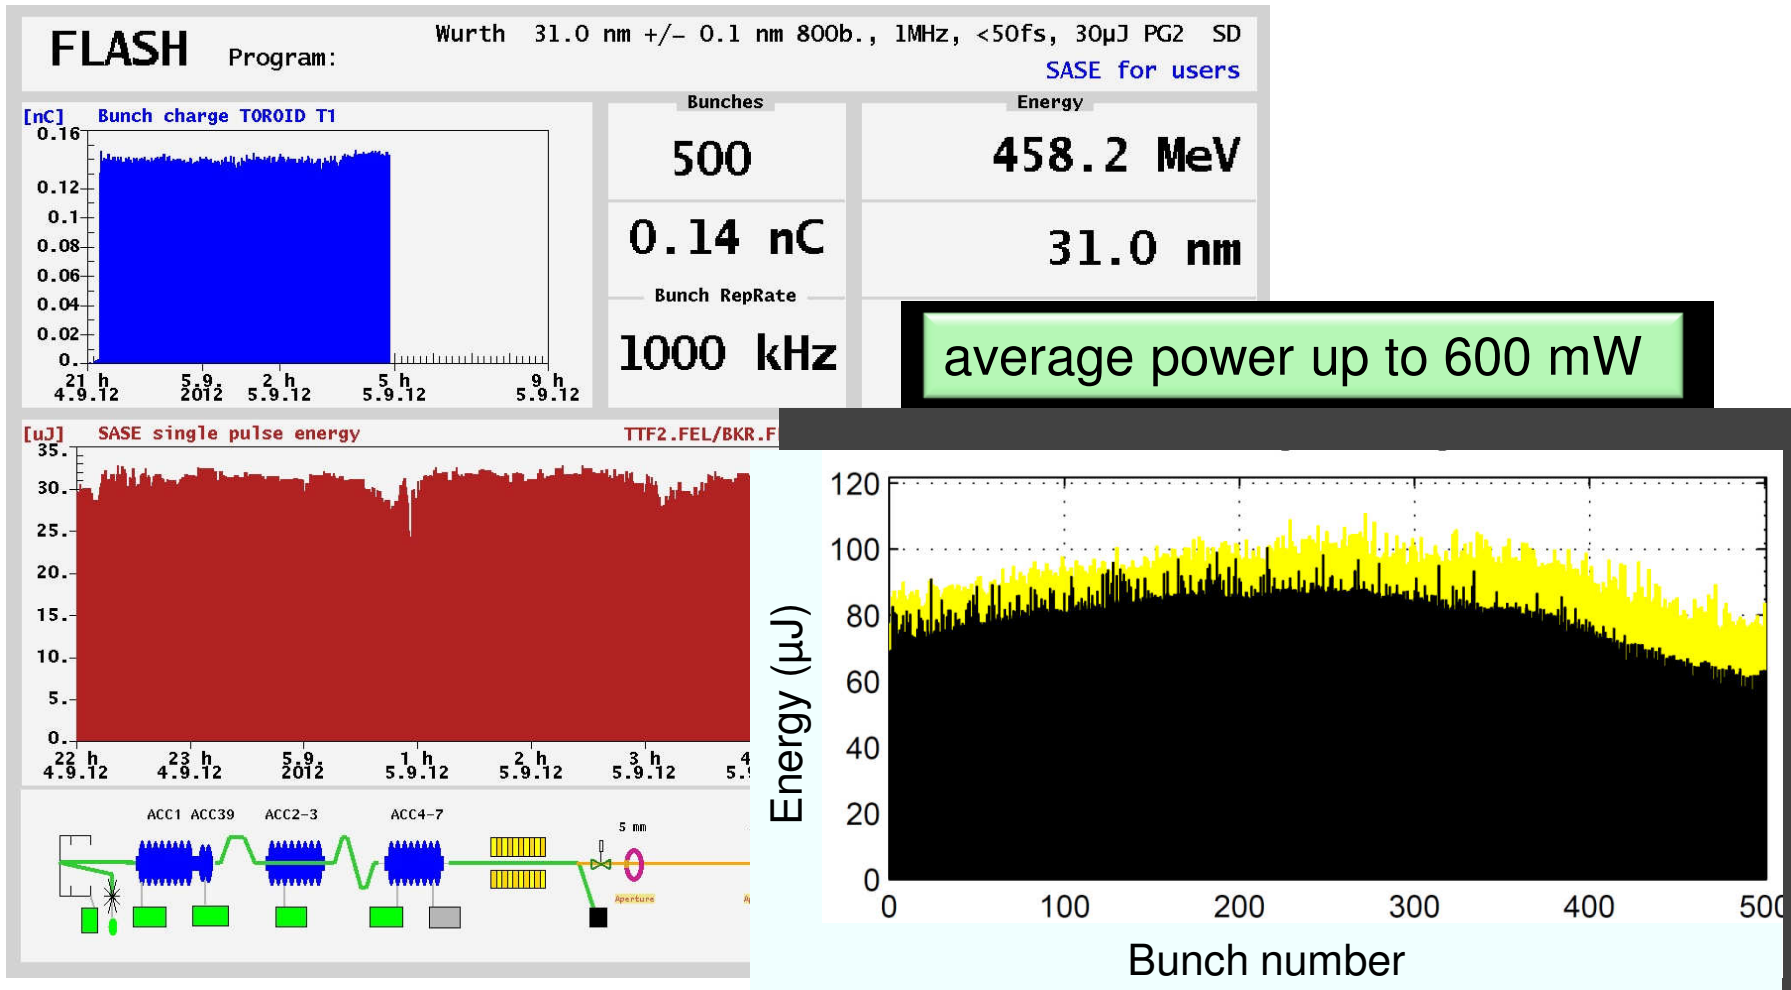 FLASH Program: Wurth 31.0 nm +/- 0.1 nm 800b., 1MHz, <50fs, 30µJ PG2 SD
SASE for users
[nC] Bunch charge TOROID T1
0.16
0.12
0.1
0.08
0.06
0.04
0.02
0.
21 h 5.9. 2 h 5 h 9 h
4.9.12 2012 5.9.12 5.9.12 5.9.12
Bunches
500
0.14 nC
Bunch RepRate
1000 kHz
Energy
458.2 MeV
31.0 nm
average power up to 600 mW
[uJ] SASE single pulse energy TTF2.FEL/BKR.F
35.
30.
25.
20.
15.
10.
5.
0.
22 h 23 h 5.9. 1 h 2 h 3 h 4
4.9.12 4.9.12 2012 5.9.12 5.9.12 5.9.12 5.
ACC1 ACC39 ACC2-3 ACC4-7
5 mm
Aperture
120
100
80
60
40
20
0
Energy (µJ)
0 100 200 300 400 500
Bunch number